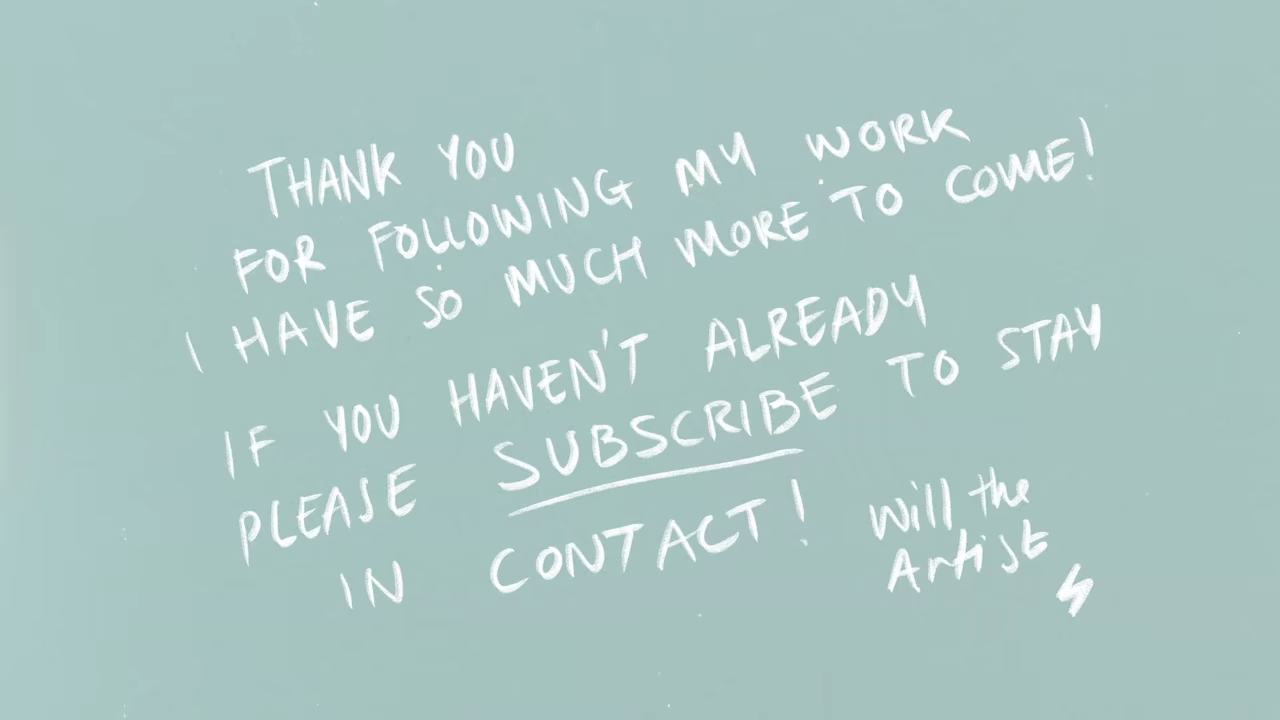 THANK YOU
FOR FOLLOWING MY WORK
I HAVE SO MUCH MORE TO COME!
IF YOU HAVEN'T ALREADY
PLEASE SUBSCRIBE TO STAY
IN CONTACT!
Will the
Artist